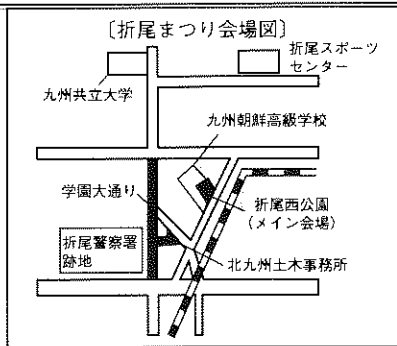 〔折尾まつり会場図〕
折尾スポーツ
センター
九州共立大学
九州朝鮮高級学校
学園大通り
折尾西公園
(メイン会場)
折尾警察署
跡地
北九州土木事務所